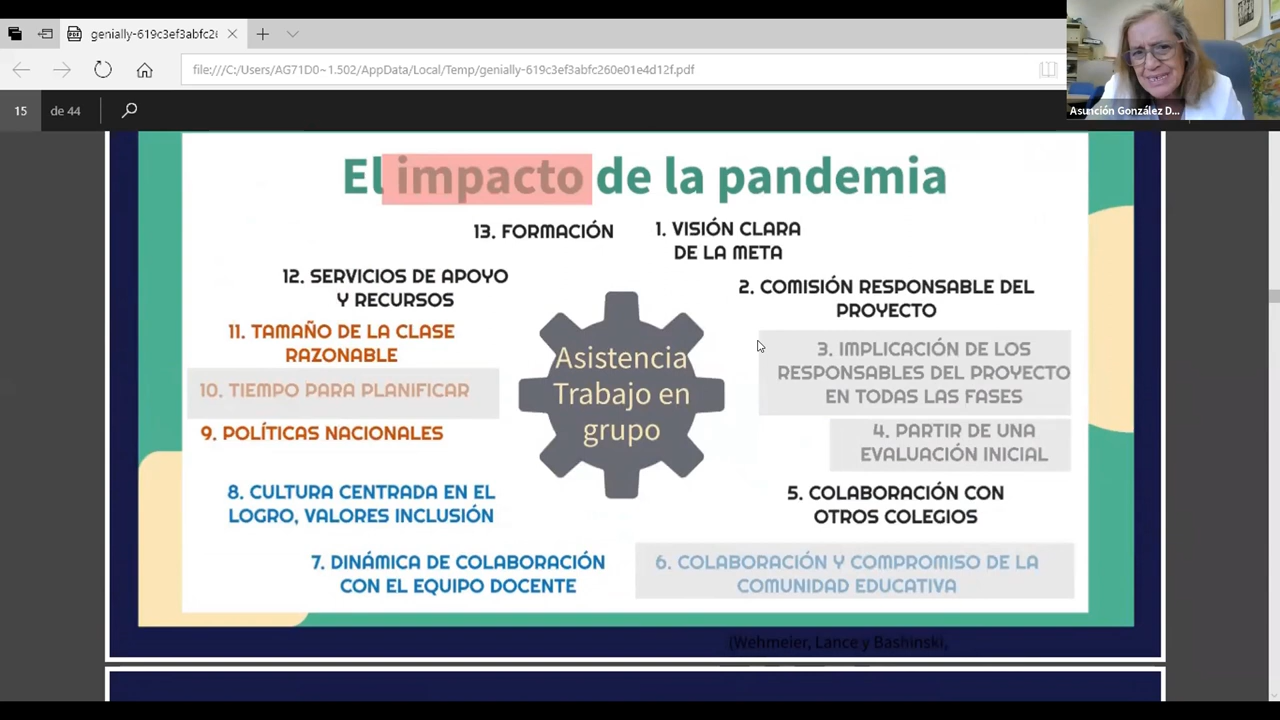 genially-619c3ef3abfc2
file:///C:/Users/AG71D0~1.502/AppData/Local/Temp/genially-619c3ef3abfc260e01e4d12f.pdf
Asunción González D...
15 de 44
El impacto de la pandemia
13. FORMACIÓN
1. VISIÓN CLARA
DE LA META
12. SERVICIOS DE APOYO
Y RECURSOS
2. COMISIÓN RESPONSABLE DEL
PROYECTO
11. TAMAÑO DE LA CLASE
RAZONABLE
3. IMPLICACIÓN DE LOS
RESPONSABLES DEL PROYECTO
EN TODAS LAS FASES
10. TIEMPO PARA PLANIFICAR
Asistencia
Trabajo en
grupo
9. POLÍTICAS NACIONALES
4. PARTIR DE UNA
EVALUACIÓN INICIAL
8. CULTURA CENTRADA EN EL
LOGRO, VALORES INCLUSIÓN
5. COLABORACIÓN CON
OTROS COLEGIOS
7. DINÁMICA DE COLABORACIÓN
CON EL EQUIPO DOCENTE
6. COLABORACIÓN Y COMPROMISO DE LA
COMUNIDAD EDUCATIVA
(Wehmeier, Lance y Bashinski,